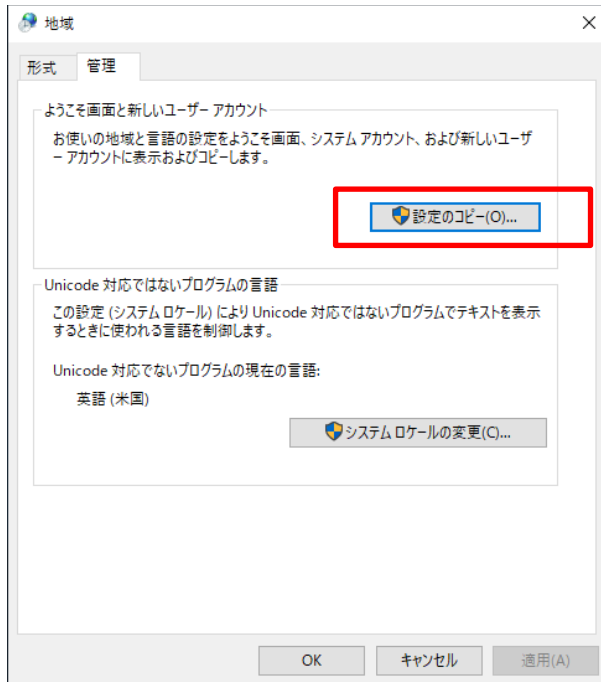 地域
形式
管理
ようこそ画面と新しいユーザー アカウント
お使いの地域と言語の設定をようこそ画面、システム アカウント、および新しいユーザ
ー アカウントに表示およびコピーします。
設定のコピー(O)...
Unicode 対応ではないプログラムの言語
この設定 (システム ロケール) により Unicode 対応ではないプログラムでテキストを表示
するときに使われる言語を制御します。
Unicode 対応でないプログラムの現在の言語:
英語 (米国)
システム ロケールの変更(C)...
OK
キャンセル
適用(A)